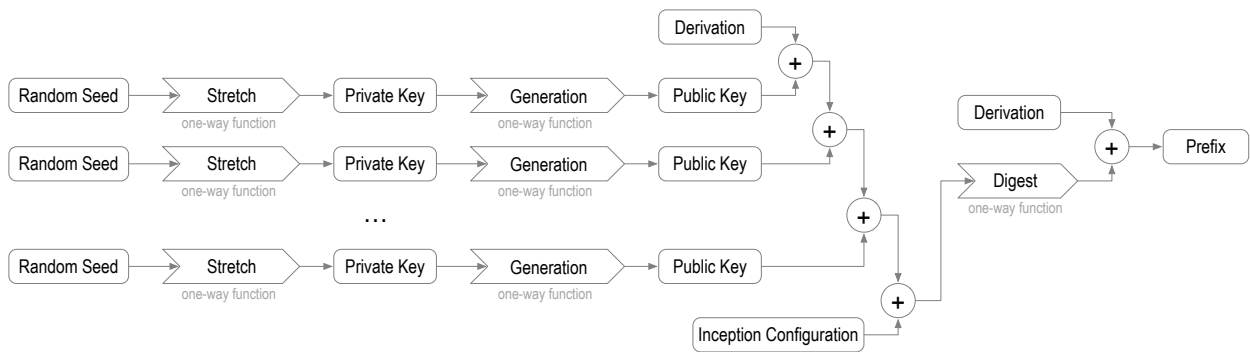 Derivation
+
Random Seed Stretch Private Key Generation Public Key
one-way function one-way function
Derivation
+
+ Prefix
Random Seed Stretch Private Key Generation Public Key
Digest
one-way function one-way function
one-way function
...
+
Random Seed Stretch Private Key Generation Public Key
one-way function one-way function
+
Inception Configuration